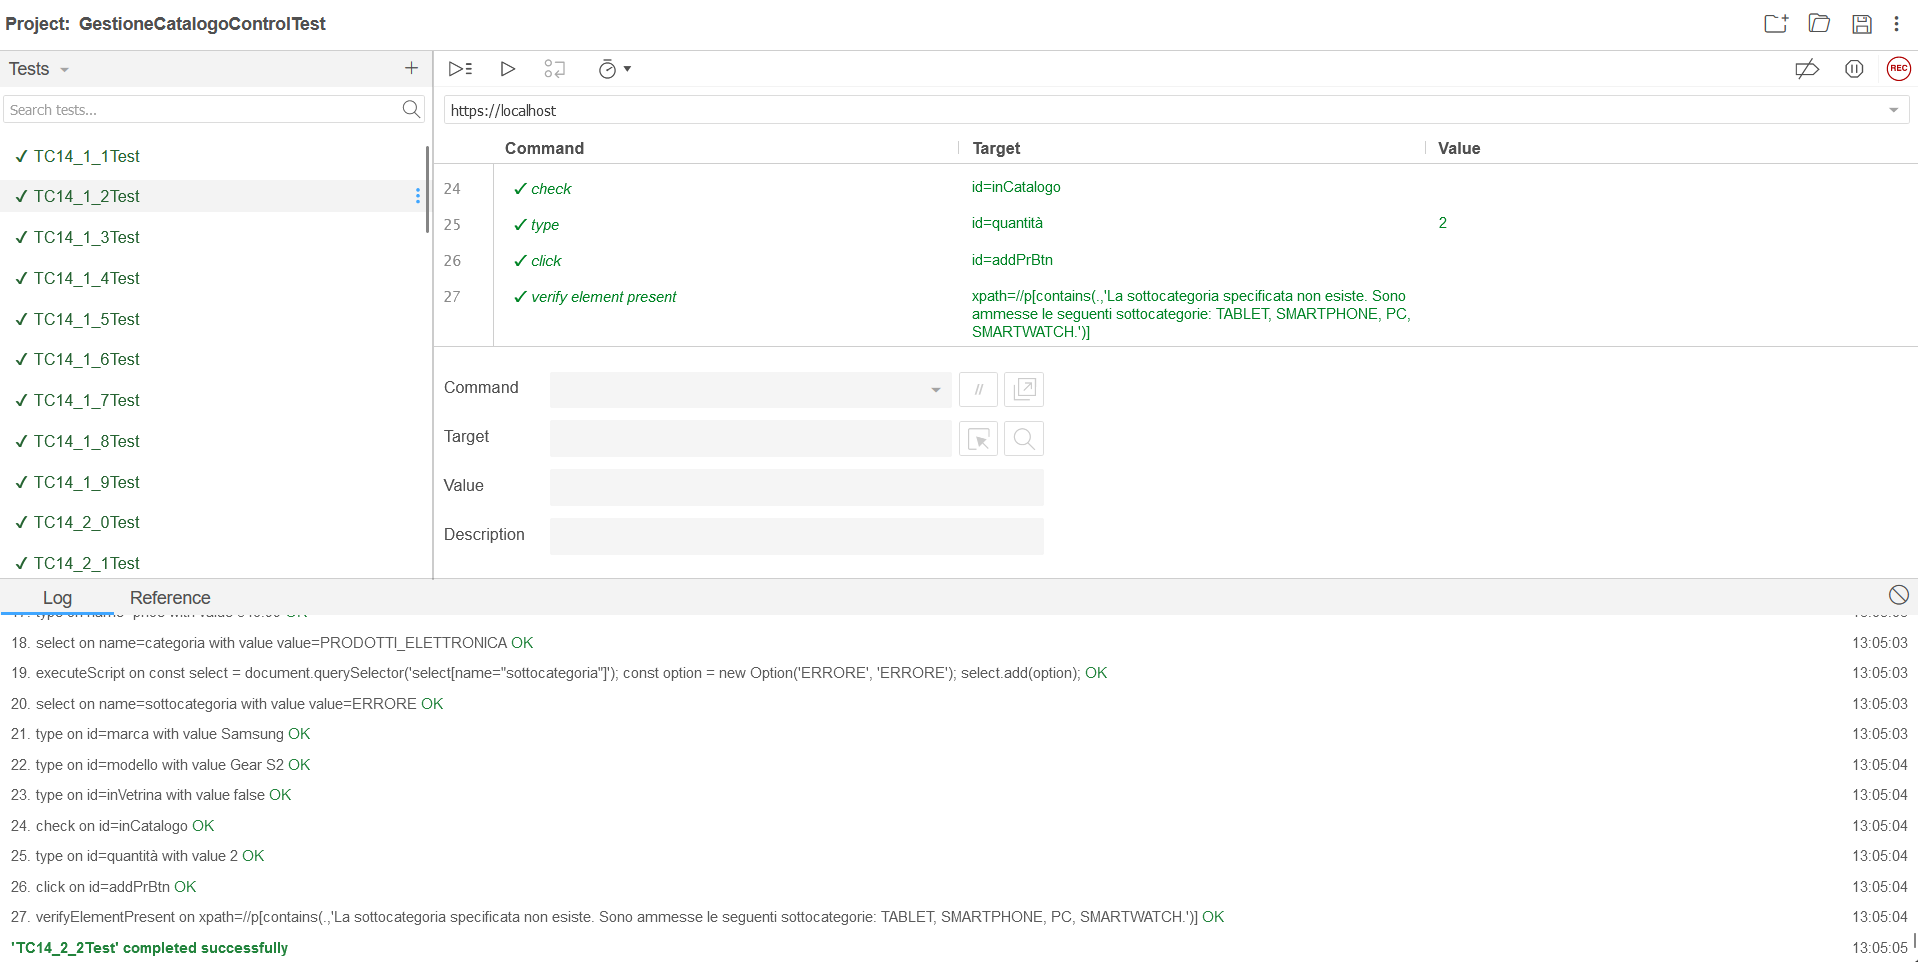 Project: GestioneCatalogoControlTest
Tests
Search tests...
TC14_1_1Test
TC14_1_2Test
TC14_1_3Test
TC14_1_4Test
TC14_1_5Test
TC14_1_6Test
TC14_1_7Test
TC14_1_8Test
TC14_1_9Test
TC14_2_0Test
TC14_2_1Test
REC
https://localhost
Command Target Value
24 check id=inCatalogo
25 type id=quantità 2
26 click id=addPrBtn
27 verify element present xpath=//p[contains(.,'La sottocategoria specificata non esiste. Sono
ammesse le seguenti sottocategorie: TABLET, SMARTPHONE, PC,
SMARTWATCH.')]
Command //
Target
Value
Description
Log Reference
18. select on name=categoria with value value=PRODOTTI_ELETTRONICA OK 13:05:03
19. executeScript on const select = document.querySelector('select[name="sottocategoria"]'); const option = new Option('ERRORE', 'ERRORE'); select.add(option); OK 13:05:03
20. select on name=sottocategoria with value value=ERRORE OK 13:05:03
21. type on id=marca with value Samsung OK 13:05:03
22. type on id=modello with value Gear S2 OK 13:05:04
23. type on id=inVetrina with value false OK 13:05:04
24. check on id=inCatalogo OK 13:05:04
25. type on id=quantità with value 2 OK 13:05:04
26. click on id=addPrBtn OK 13:05:04
27. verifyElementPresent on xpath=//p[contains(.,'La sottocategoria specificata non esiste. Sono ammesse le seguenti sottocategorie: TABLET, SMARTPHONE, PC, SMARTWATCH.')] OK 13:05:04
'TC14_2_2Test' completed successfully 13:05:05